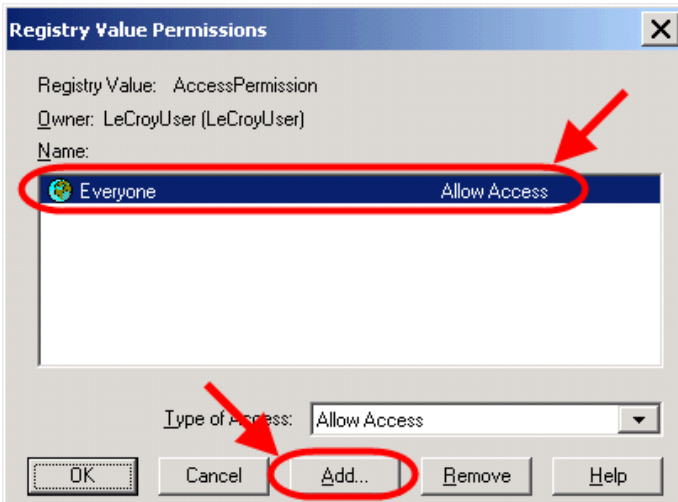 Registry Value Permissions
Registry Value: AccessPermission
Owner: LeCroyUser (LeCroyUser)
Name:
Everyone Allow Access
Type of Access: Allow Access
OK Cancel Add... Remove Help